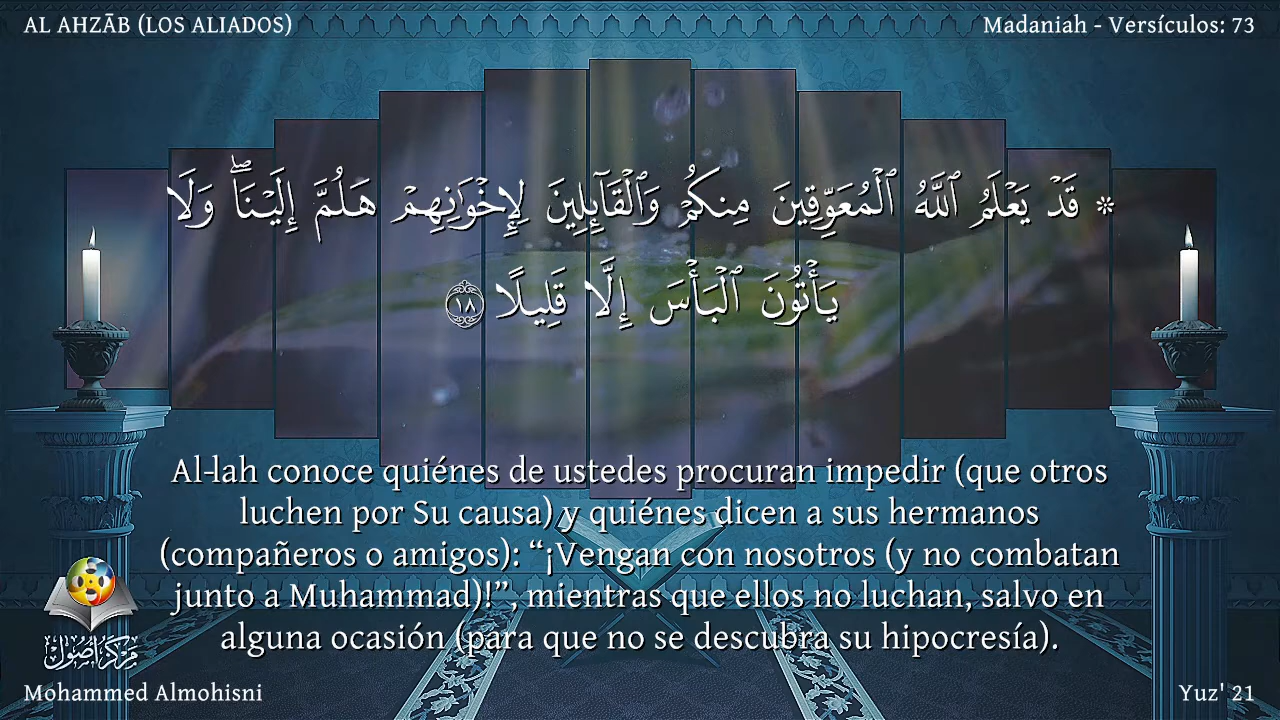 AL AHZĀB (LOS ALIADOS)
Madaniah - Versículos: 73
* قَدْ يَعْلَمُ ٱللَّهُ ٱلْمُعَوِّقِينَ مِنكُمْ وَٱلْقَآئِلِينَ لِإِخْوَٰنِهِمْ هَلُمَّ إِلَيْنَا ۖ وَلَا
يَأْتُونَ ٱلْبَأْسَ إِلَّا قَلِيلًا ١٨
Al-lah conoce quiénes de ustedes procuran impedir (que otros
luchen por Su causa) y quiénes dicen a sus hermanos
(compañeros o amigos): “¡Vengan con nosotros (y no combatan
junto a Muhammad)!”, mientras que ellos no luchan, salvo en
alguna ocasión (para que no se descubra su hipocresía).
مركز أصول
Mohammed Almohisni
Yuz' 21